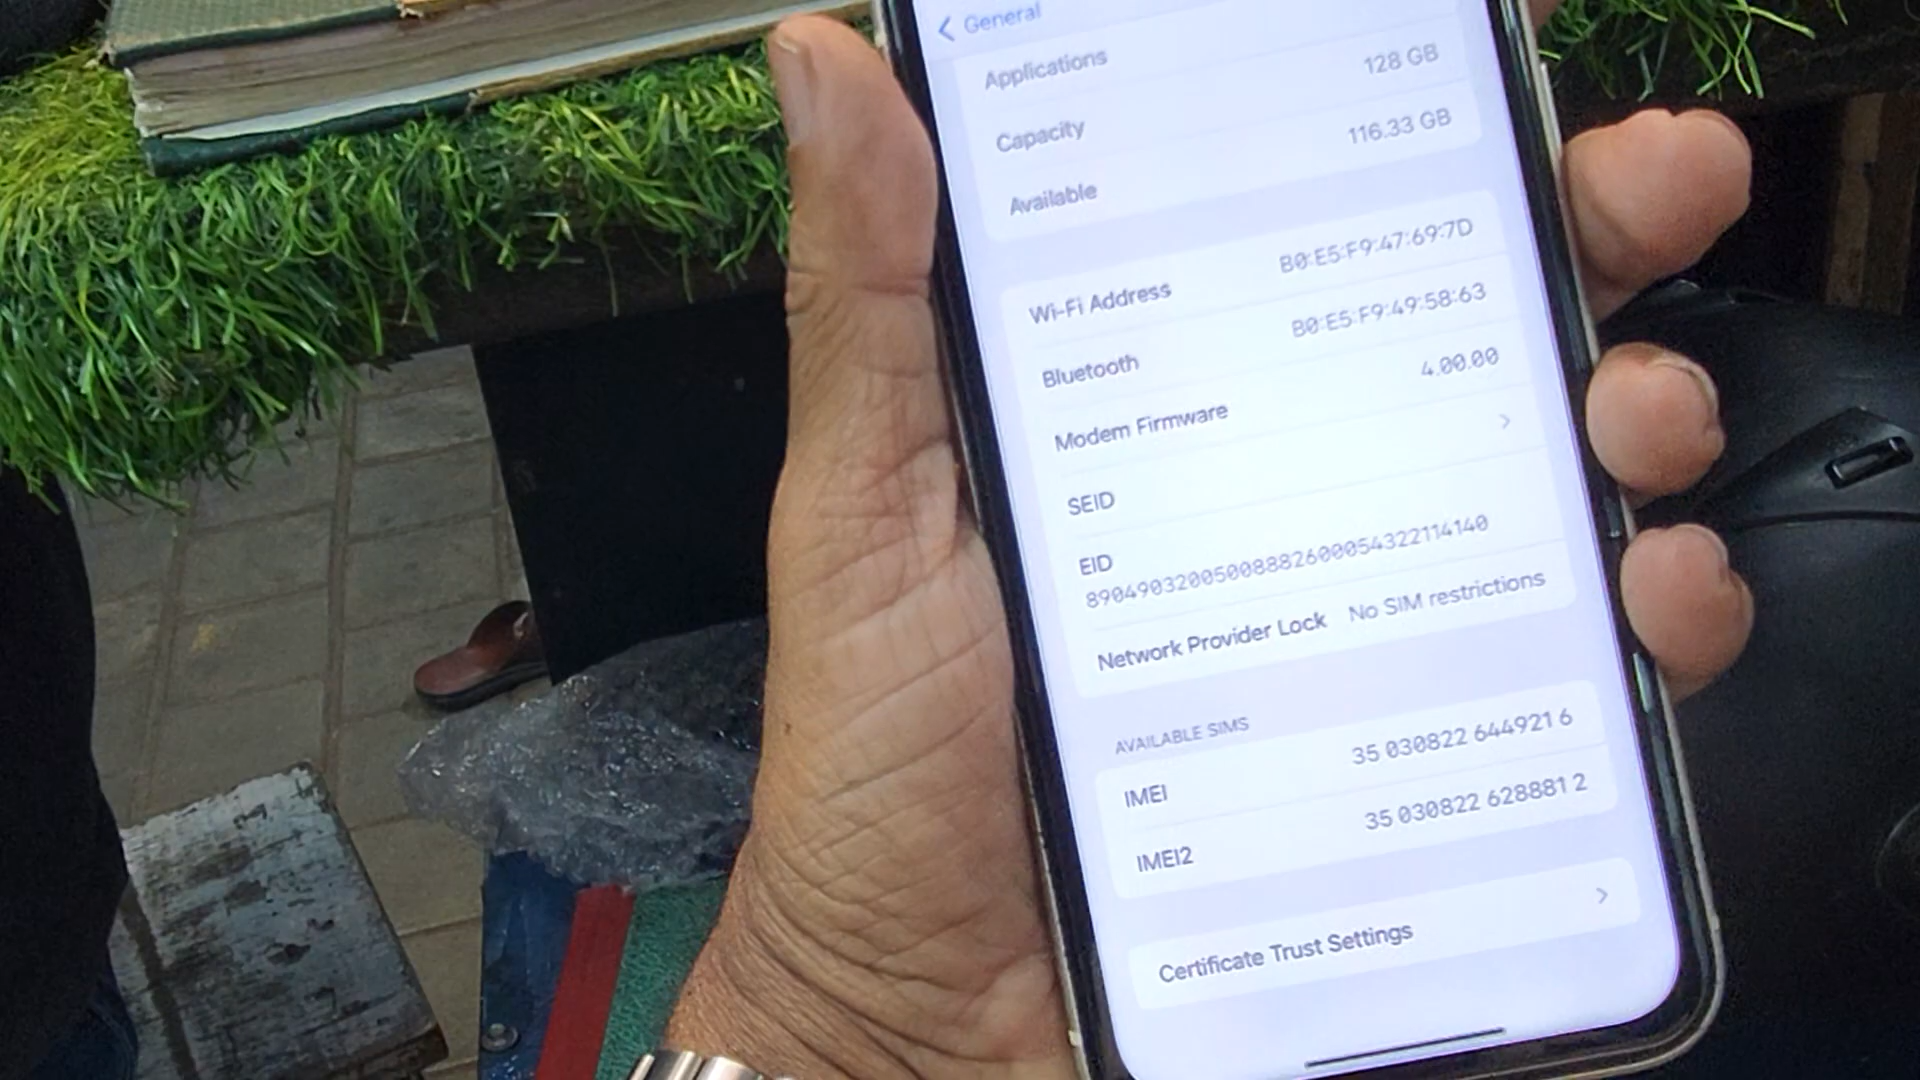 General
Applications
Capacity 128 GB
Available 116.33 GB
Wi-Fi Address B0:E5:F9:47:69:7D
Bluetooth B0:E5:F9:49:58:63
Modem Firmware 4.00.00
SEID
EID
89049032005008882600054322114140
Network Provider Lock No SIM restrictions
AVAILABLE SIMS
IMEI 35 030822 644921 6
IMEI2 35 030822 628881 2
Certificate Trust Settings